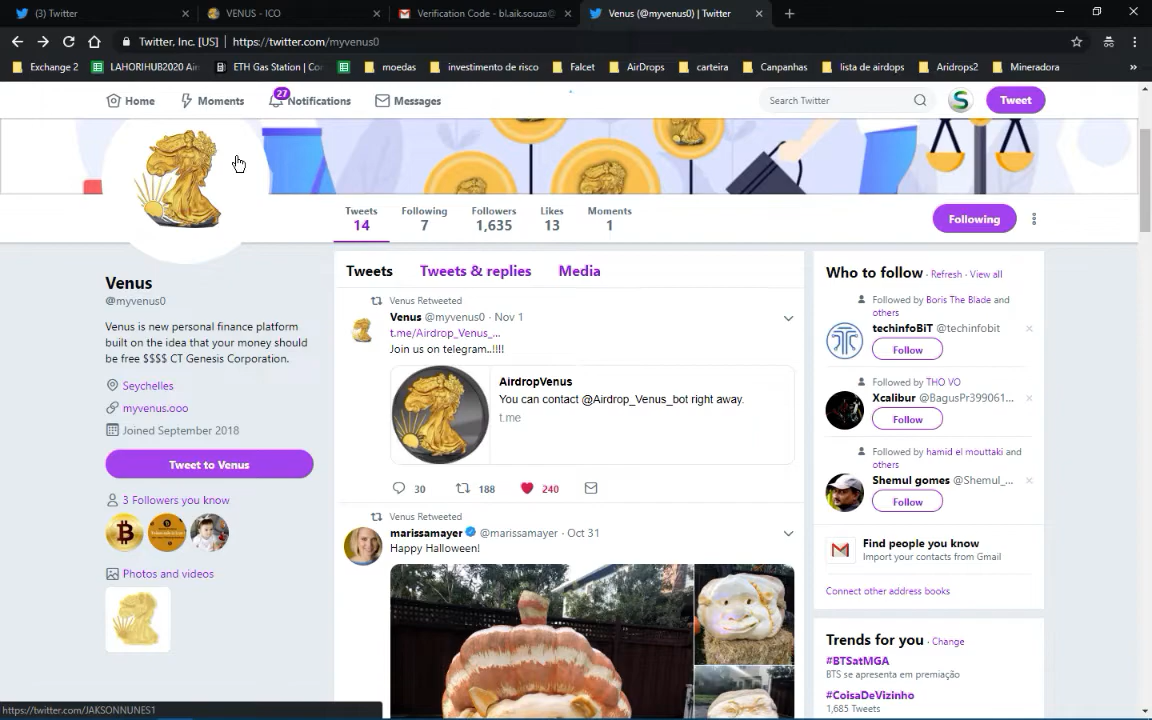 (3) Twitter
VENUS - ICO
Verification Code - bl.aik.souza@
Venus (@myvenus0) | Twitter
Twitter, Inc. [US]
https://twitter.com/myvenus0
Exchange 2
LAHORIHUB2020 Air
ETH Gas Station | Co
moedas
investimento de risco
Falcet
AirDrops
carteira
Canpanhas
lista de airdops
Aridrops2
Mineradora
»
Home
Moments
27
Notifications
Messages
Search Twitter
Tweet
Tweets
14
Following
7
Followers
1,635
Likes
13
Moments
1
Following
Venus
@myvenus0
Venus is new personal finance platform
built on the idea that your money should
be free $$$$ CT Genesis Corporation.
Seychelles
myvenus.ooo
Joined September 2018
Tweet to Venus
3 Followers you know
Photos and videos
Tweets
Tweets & replies
Media
Venus Retweeted
Venus @myvenus0 · Nov 1
t.me/Airdrop_Venus_...
Join us on telegram..!!!!
AirdropVenus
You can contact @Airdrop_Venus_bot right away.
t.me
30
188
240
Venus Retweeted
marissamayer @marissamayer · Oct 31
Happy Halloween!
Who to follow · Refresh · View all
Followed by Boris The Blade and
others
techinfoBiT @techinfobit
Follow
Followed by THO VO
Xcalibur @BagusPr399061...
Follow
Followed by hamid el mouttaki and
others
Shemul gomes @Shemul_...
Follow
Find people you know
Import your contacts from Gmail
Connect other address books
Trends for you · Change
#BTSatMGA
BTS se apresenta em premiação
#CoisaDeVizinho
1,685 Tweets
https://twitter.com/JAKSONNUNES1